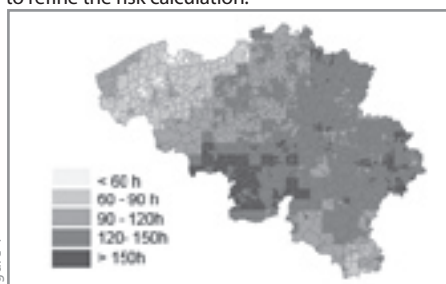 to refine the risk calculation.
< 60 h
60 - 90 h
90 - 120h
120- 150h
> 150h